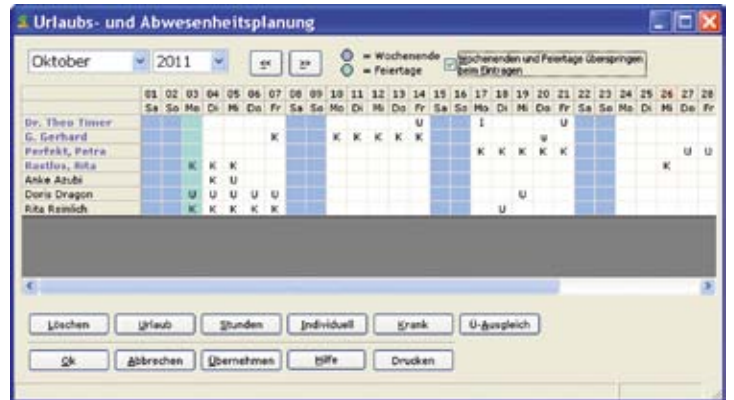 Urlaubs- und Abwesenheitsplanung
Oktober 2011 << >> = Wochenende Wochenenden und Feiertage überspringen
= Feiertage beim Eintragen
01 02 03 04 05 06 07 08 09 10 11 12 13 14 15 16 17 18 19 20 21 22 23 24 25 26 27 28
Sa So Mo Di Mi Do Fr Sa So Mo Di Mi Do Fr Sa So Mo Di Mi Do Fr Sa So Mo Di Mi Do Fr
Dr. Theo Timer U I U
G. Gerhard K K K K K K U
Perfekt, Petra K K K K K U U
Rastlos, Rita K K K K
Anke Azubi K U
Doris Dragon U U U U U U
Rita Reinlich K K K K K U
Löschen Urlaub Stunden Individuell Krank Ü-Ausgleich
Ok Abbrechen Übernehmen Hilfe Drucken